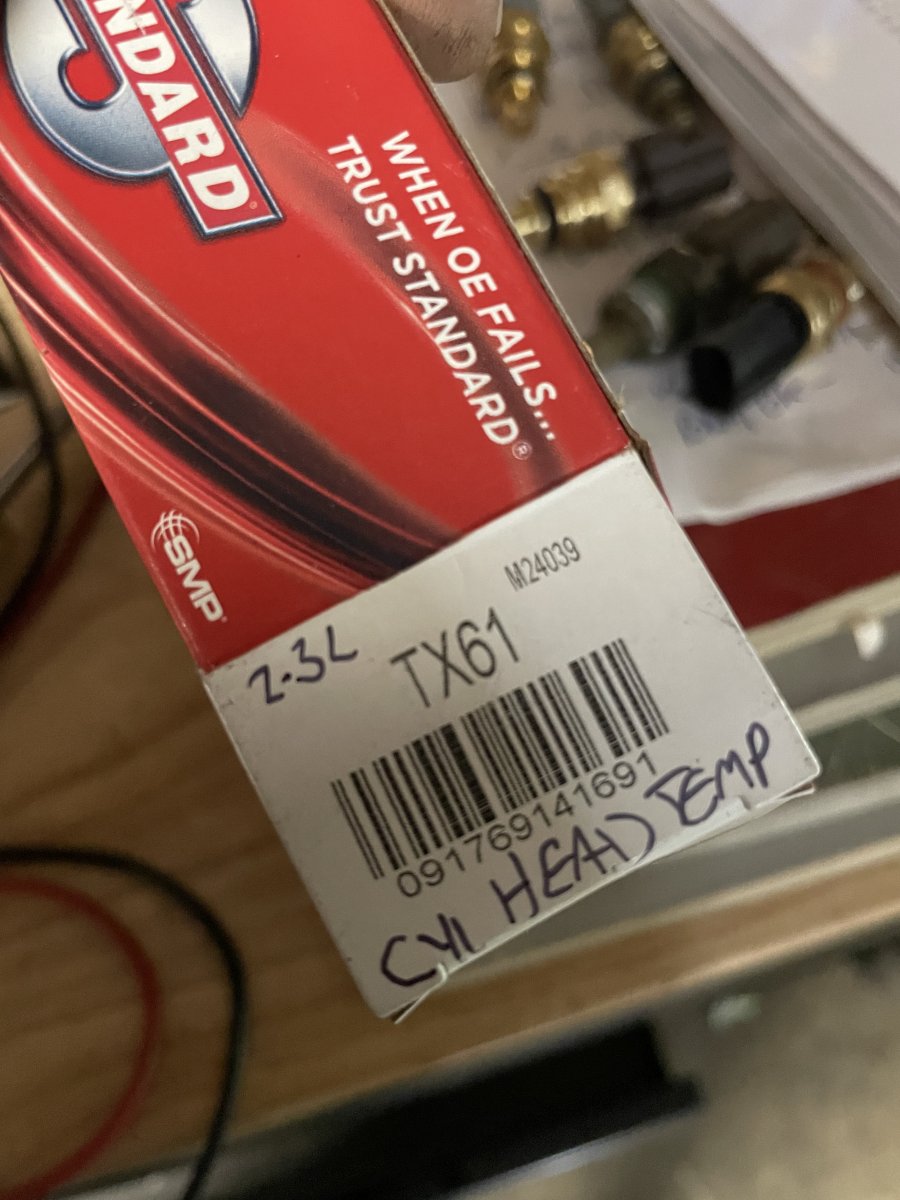 NDARD®
WHEN OE FAILS...
TRUST STANDARD®
SMP®
M24039
2.3L
TX61
091769141691
CYL HEAD TEMP